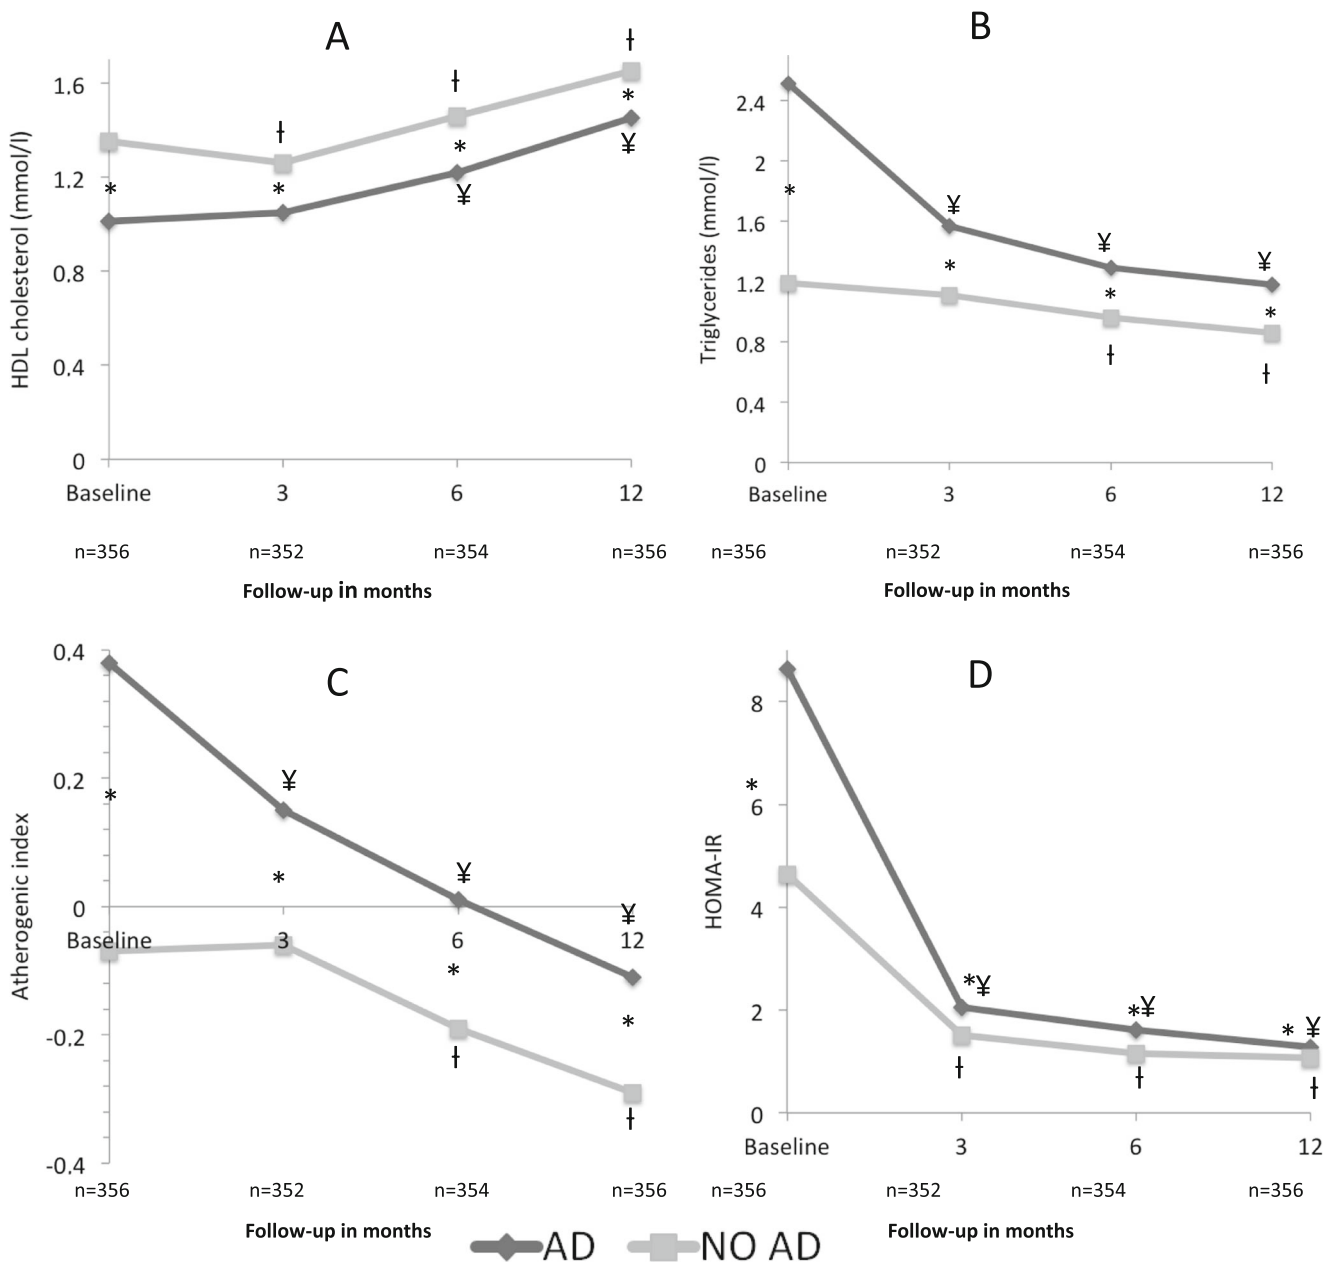 A
HDL cholesterol (mmol/l)
1.6
1.2
0.8
0.4
0
ƚ
ƚ
ƚ
*
*
*
*
¥
¥
Baseline 3 6 12
n=356 n=352 n=354 n=356
Follow-up in months
B
Triglycerides (mmol/l)
2.4
2
1.6
1.2
0.8
0.4
0
¥
¥
¥
*
*
*
*
ƚ
ƚ
Baseline 3 6 12
n=356 n=352 n=354 n=356
Follow-up in months
C
Atherogenic index
0.4
0.2
0
-0.2
-0.4
¥
¥
¥
*
*
*
*
ƚ
ƚ
Baseline 3 6 12
n=356 n=352 n=354 n=356
Follow-up in months
D
HOMA-IR
8
6
4
2
0
*
*¥
*¥
* ¥
ƚ
ƚ
ƚ
Baseline 3 6 12
n=356 n=352 n=354 n=356
Follow-up in months
AD NO AD